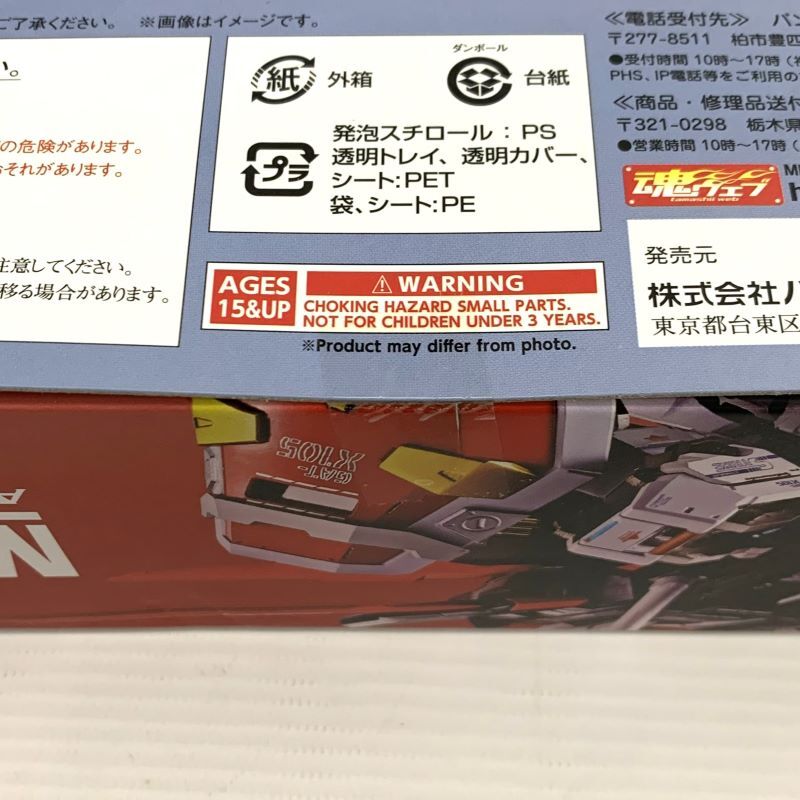 ご了承ください。 ※画像はイメージです。
い。
の危険があります。
おそれがあります。
注意してください。
移る場合があります。
紙 外箱
ダンボール
台紙
プラ
発泡スチロール：PS
透明トレイ、透明カバー、
シート:PET
袋、シート:PE
AGES
15&UP
⚠ WARNING
CHOKING HAZARD SMALL PARTS.
NOT FOR CHILDREN UNDER 3 YEARS.
※Product may differ from photo.
≪電話受付先≫ バン
〒277-8511 柏市豊四
●受付時間 10時～17時（祝
PHS、IP電話等をご利用の
≪商品・修理品送付
〒321-0298 栃木県
●営業時間 10時～17時（
魂ウェブ
tamashii web
h
発売元
株式会社バ
東京都台東区
GAT-
X105